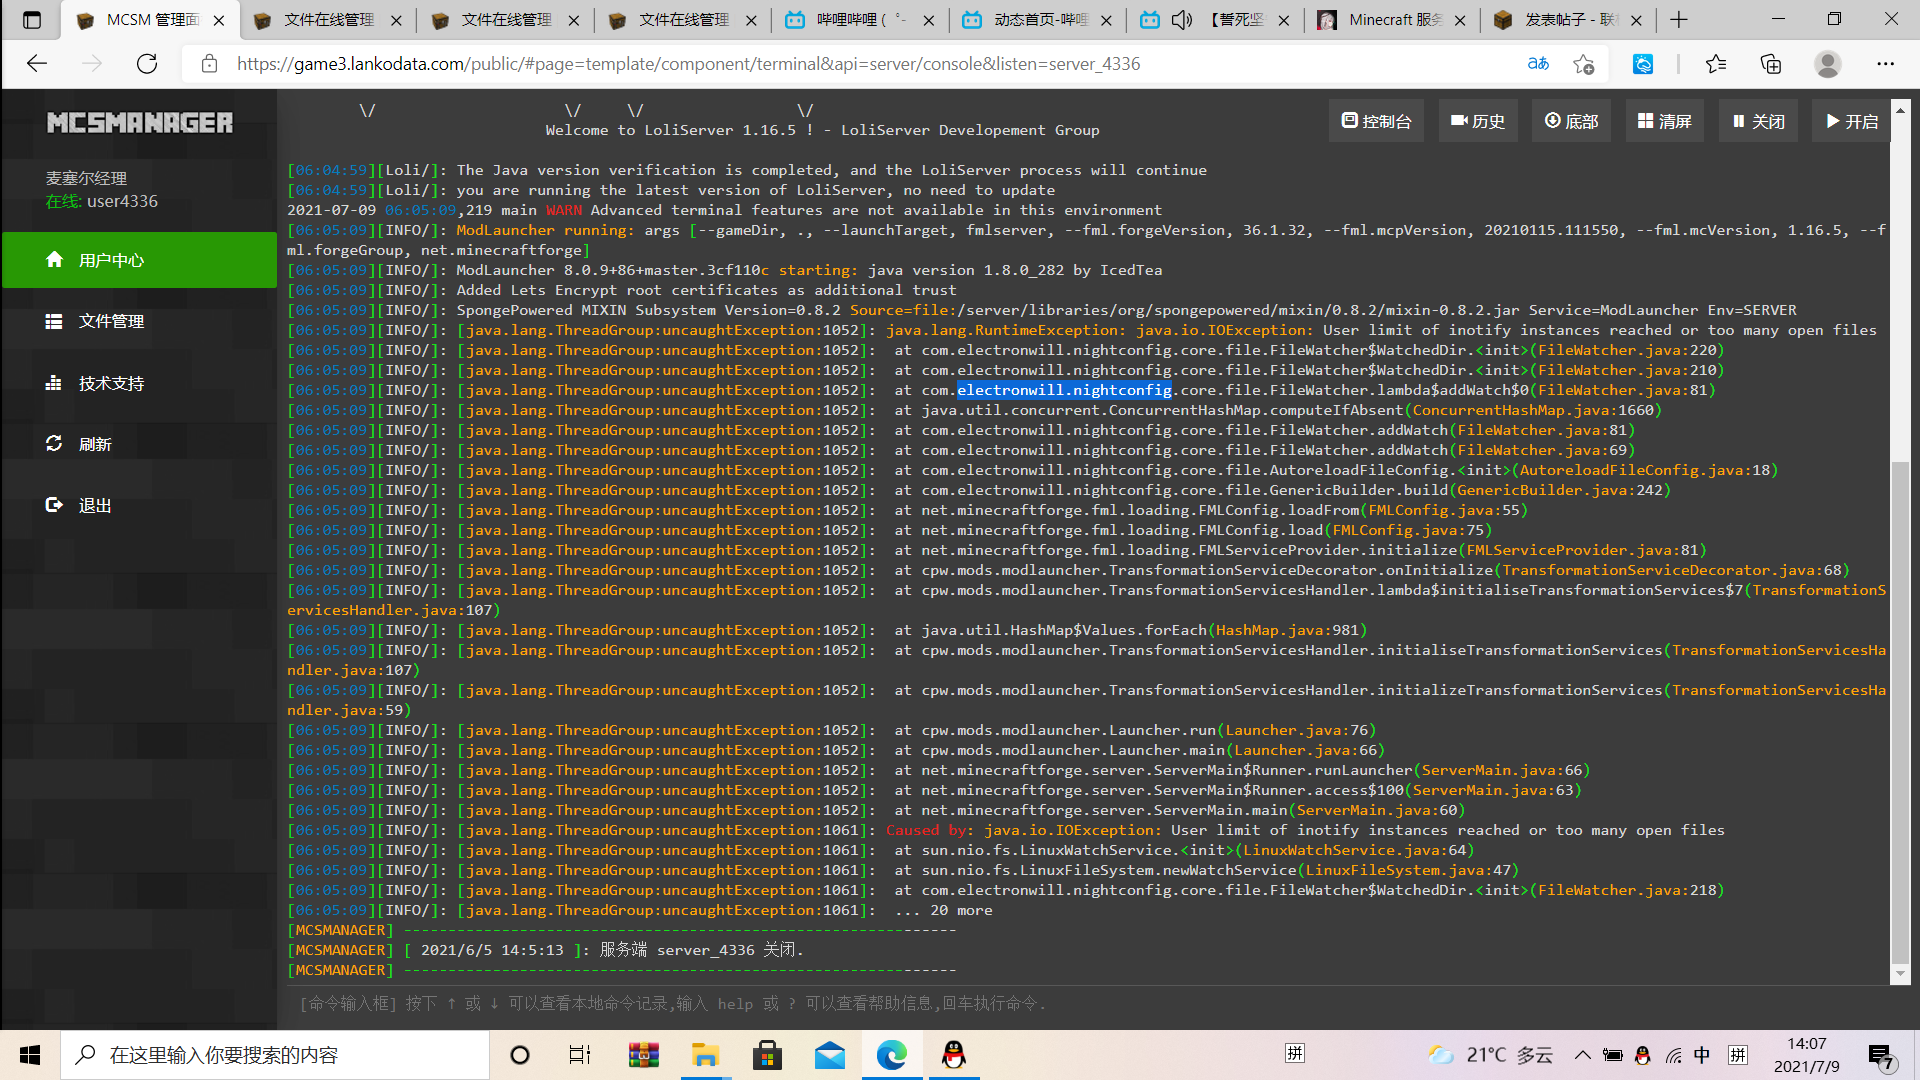 MCSM 管理面
文件在线管理
文件在线管理
文件在线管理
哔哩哔哩 ( ゜-
动态首页-哔哩
【誓死坚
Minecraft 服务
发表帖子 - 联
https://game3.lankodata.com/public/#page=template/component/terminal&api=server/console&listen=server_4336
MCSMANAGER
麦塞尔经理
在线: user4336
用户中心
文件管理
技术支持
刷新
退出
控制台
历史
底部
清屏
关闭
开启
\/ \/ \/ \/
Welcome to LoliServer 1.16.5 ! - LoliServer Developement Group
[06:04:59][Loli/]: The Java version verification is completed, and the LoliServer process will continue
[06:04:59][Loli/]: you are running the latest version of LoliServer, no need to update
2021-07-09 06:05:09,219 main WARN Advanced terminal features are not available in this environment
[06:05:09][INFO/]: ModLauncher running: args [--gameDir, ., --launchTarget, fmlserver, --fml.forgeVersion, 36.1.32, --fml.mcpVersion, 20210115.111550, --fml.mcVersion, 1.16.5, --f
ml.forgeGroup, net.minecraftforge]
[06:05:09][INFO/]: ModLauncher 8.0.9+86+master.3cf110c starting: java version 1.8.0_282 by IcedTea
[06:05:09][INFO/]: Added Lets Encrypt root certificates as additional trust
[06:05:09][INFO/]: SpongePowered MIXIN Subsystem Version=0.8.2 Source=file:/server/libraries/org/spongepowered/mixin/0.8.2/mixin-0.8.2.jar Service=ModLauncher Env=SERVER
[06:05:09][INFO/]: [java.lang.ThreadGroup:uncaughtException:1052]: java.lang.RuntimeException: java.io.IOException: User limit of inotify instances reached or too many open files
[06:05:09][INFO/]: [java.lang.ThreadGroup:uncaughtException:1052]: at com.electronwill.nightconfig.core.file.FileWatcher$WatchedDir.<init>(FileWatcher.java:220)
[06:05:09][INFO/]: [java.lang.ThreadGroup:uncaughtException:1052]: at com.electronwill.nightconfig.core.file.FileWatcher$WatchedDir.<init>(FileWatcher.java:210)
[06:05:09][INFO/]: [java.lang.ThreadGroup:uncaughtException:1052]: at com.electronwill.nightconfig.core.file.FileWatcher.lambda$addWatch$0(FileWatcher.java:81)
[06:05:09][INFO/]: [java.lang.ThreadGroup:uncaughtException:1052]: at java.util.concurrent.ConcurrentHashMap.computeIfAbsent(ConcurrentHashMap.java:1660)
[06:05:09][INFO/]: [java.lang.ThreadGroup:uncaughtException:1052]: at com.electronwill.nightconfig.core.file.FileWatcher.addWatch(FileWatcher.java:81)
[06:05:09][INFO/]: [java.lang.ThreadGroup:uncaughtException:1052]: at com.electronwill.nightconfig.core.file.FileWatcher.addWatch(FileWatcher.java:69)
[06:05:09][INFO/]: [java.lang.ThreadGroup:uncaughtException:1052]: at com.electronwill.nightconfig.core.file.AutoreloadFileConfig.<init>(AutoreloadFileConfig.java:18)
[06:05:09][INFO/]: [java.lang.ThreadGroup:uncaughtException:1052]: at com.electronwill.nightconfig.core.file.GenericBuilder.build(GenericBuilder.java:242)
[06:05:09][INFO/]: [java.lang.ThreadGroup:uncaughtException:1052]: at net.minecraftforge.fml.loading.FMLConfig.loadFrom(FMLConfig.java:55)
[06:05:09][INFO/]: [java.lang.ThreadGroup:uncaughtException:1052]: at net.minecraftforge.fml.loading.FMLConfig.load(FMLConfig.java:75)
[06:05:09][INFO/]: [java.lang.ThreadGroup:uncaughtException:1052]: at net.minecraftforge.fml.loading.FMLServiceProvider.initialize(FMLServiceProvider.java:81)
[06:05:09][INFO/]: [java.lang.ThreadGroup:uncaughtException:1052]: at cpw.mods.modlauncher.TransformationServiceDecorator.onInitialize(TransformationServiceDecorator.java:68)
[06:05:09][INFO/]: [java.lang.ThreadGroup:uncaughtException:1052]: at cpw.mods.modlauncher.TransformationServicesHandler.lambda$initialiseTransformationServices$7(TransformationS
ervicesHandler.java:107)
[06:05:09][INFO/]: [java.lang.ThreadGroup:uncaughtException:1052]: at java.util.HashMap$Values.forEach(HashMap.java:981)
[06:05:09][INFO/]: [java.lang.ThreadGroup:uncaughtException:1052]: at cpw.mods.modlauncher.TransformationServicesHandler.initialiseTransformationServices(TransformationServicesHa
ndler.java:107)
[06:05:09][INFO/]: [java.lang.ThreadGroup:uncaughtException:1052]: at cpw.mods.modlauncher.TransformationServicesHandler.initializeTransformationServices(TransformationServicesHa
ndler.java:59)
[06:05:09][INFO/]: [java.lang.ThreadGroup:uncaughtException:1052]: at cpw.mods.modlauncher.Launcher.run(Launcher.java:76)
[06:05:09][INFO/]: [java.lang.ThreadGroup:uncaughtException:1052]: at cpw.mods.modlauncher.Launcher.main(Launcher.java:66)
[06:05:09][INFO/]: [java.lang.ThreadGroup:uncaughtException:1052]: at net.minecraftforge.server.ServerMain$Runner.runLauncher(ServerMain.java:66)
[06:05:09][INFO/]: [java.lang.ThreadGroup:uncaughtException:1052]: at net.minecraftforge.server.ServerMain$Runner.access$100(ServerMain.java:63)
[06:05:09][INFO/]: [java.lang.ThreadGroup:uncaughtException:1052]: at net.minecraftforge.server.ServerMain.main(ServerMain.java:60)
[06:05:09][INFO/]: [java.lang.ThreadGroup:uncaughtException:1061]: Caused by: java.io.IOException: User limit of inotify instances reached or too many open files
[06:05:09][INFO/]: [java.lang.ThreadGroup:uncaughtException:1061]: at sun.nio.fs.LinuxWatchService.<init>(LinuxWatchService.java:64)
[06:05:09][INFO/]: [java.lang.ThreadGroup:uncaughtException:1061]: at sun.nio.fs.LinuxFileSystem.newWatchService(LinuxFileSystem.java:47)
[06:05:09][INFO/]: [java.lang.ThreadGroup:uncaughtException:1061]: at com.electronwill.nightconfig.core.file.FileWatcher$WatchedDir.<init>(FileWatcher.java:218)
[06:05:09][INFO/]: [java.lang.ThreadGroup:uncaughtException:1061]: ... 20 more
[MCSMANAGER] --------------------------------------------------------------
[MCSMANAGER] [ 2021/6/5 14:5:13 ]: 服务端 server_4336 关闭.
[MCSMANAGER] --------------------------------------------------------------
[命令输入框] 按下 ↑ 或 ↓ 可以查看本地命令记录,输入 help 或 ? 可以查看帮助信息,回车执行命令.
在这里输入你要搜索的内容
拼
21°C 多云
中
拼
14:07
2021/7/9
7